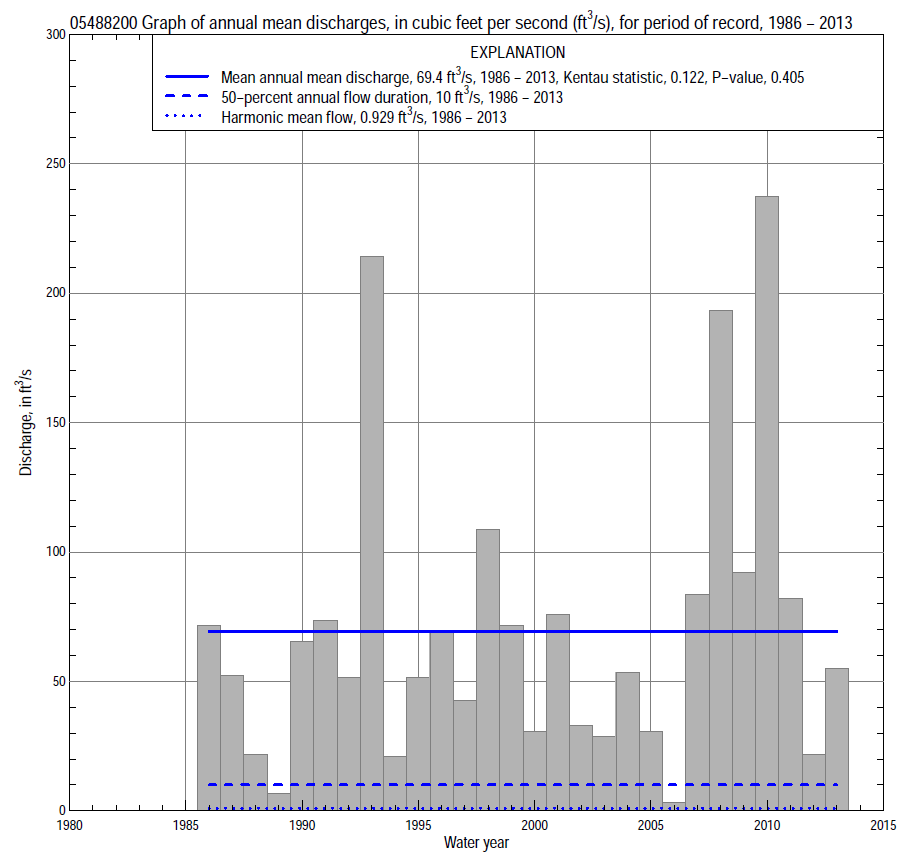 05488200 Graph of annual mean discharges, in cubic feet per second (ft³/s), for period of record, 1986 – 2013
EXPLANATION
Mean annual mean discharge, 69.4 ft³/s, 1986 – 2013, Kentau statistic, 0.122, P–value, 0.405
50–percent annual flow duration, 10 ft³/s, 1986 – 2013
Harmonic mean flow, 0.929 ft³/s, 1986 – 2013
300
250
200
150
100
50
0
Discharge, in ft³/s
1980 1985 1990 1995 2000 2005 2010 2015
Water year